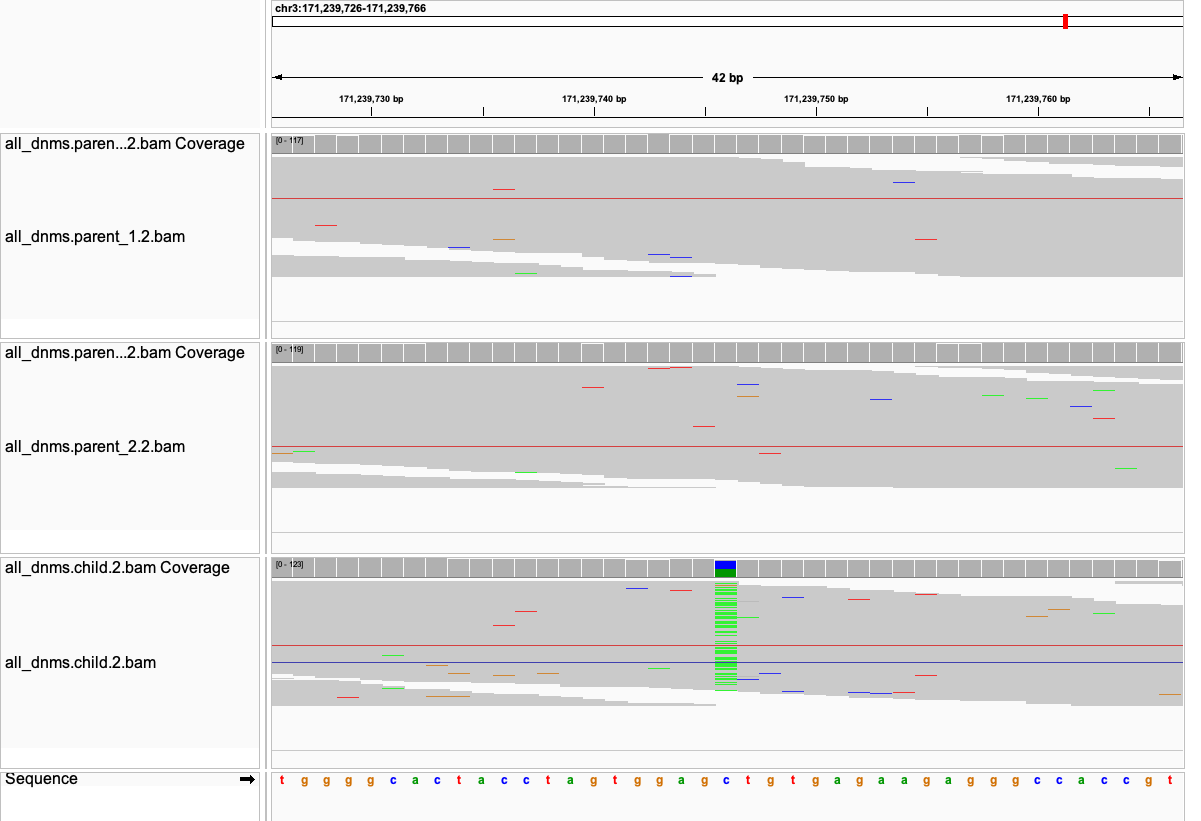 chr3:171,239,726-171,239,766
42 bp
171,239,730 bp 171,239,740 bp 171,239,750 bp 171,239,760 bp
all_dnms.paren...2.bam Coverage
[0 - 117]
all_dnms.parent_1.2.bam
all_dnms.paren...2.bam Coverage
[0 - 119]
all_dnms.parent_2.2.bam
all_dnms.child.2.bam Coverage
[0 - 123]
all_dnms.child.2.bam
Sequence
t g g g g c a c t a c c t a g t g g a g c t g t g a g a a g a g g g c c a c c g t